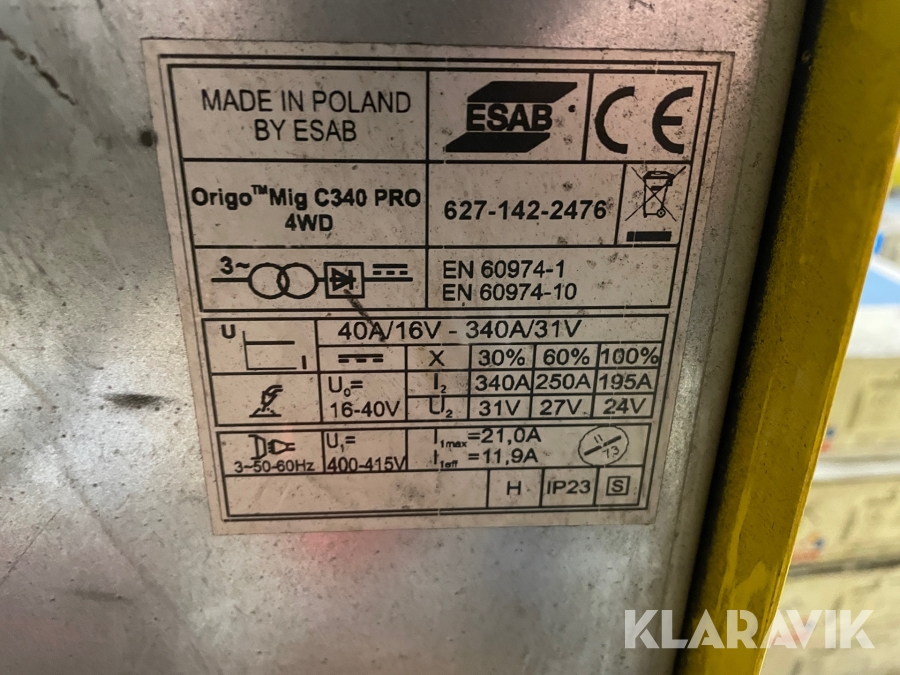 MADE IN POLAND
BY ESAB
ESAB
CE
Origo™Mig C340 PRO
4WD
627-142-2476
3~
EN 60974-1
EN 60974-10
U
I
40A/16V - 340A/31V
X 30% 60% 100%
U₀=
16-40V
I₂ 340A 250A 195A
U₂ 31V 27V 24V
3~50-60Hz
U₁=
400-415V
I₁max=21,0A
I₁eff=11,9A
11
13
H IP23 S
KLARAVIK